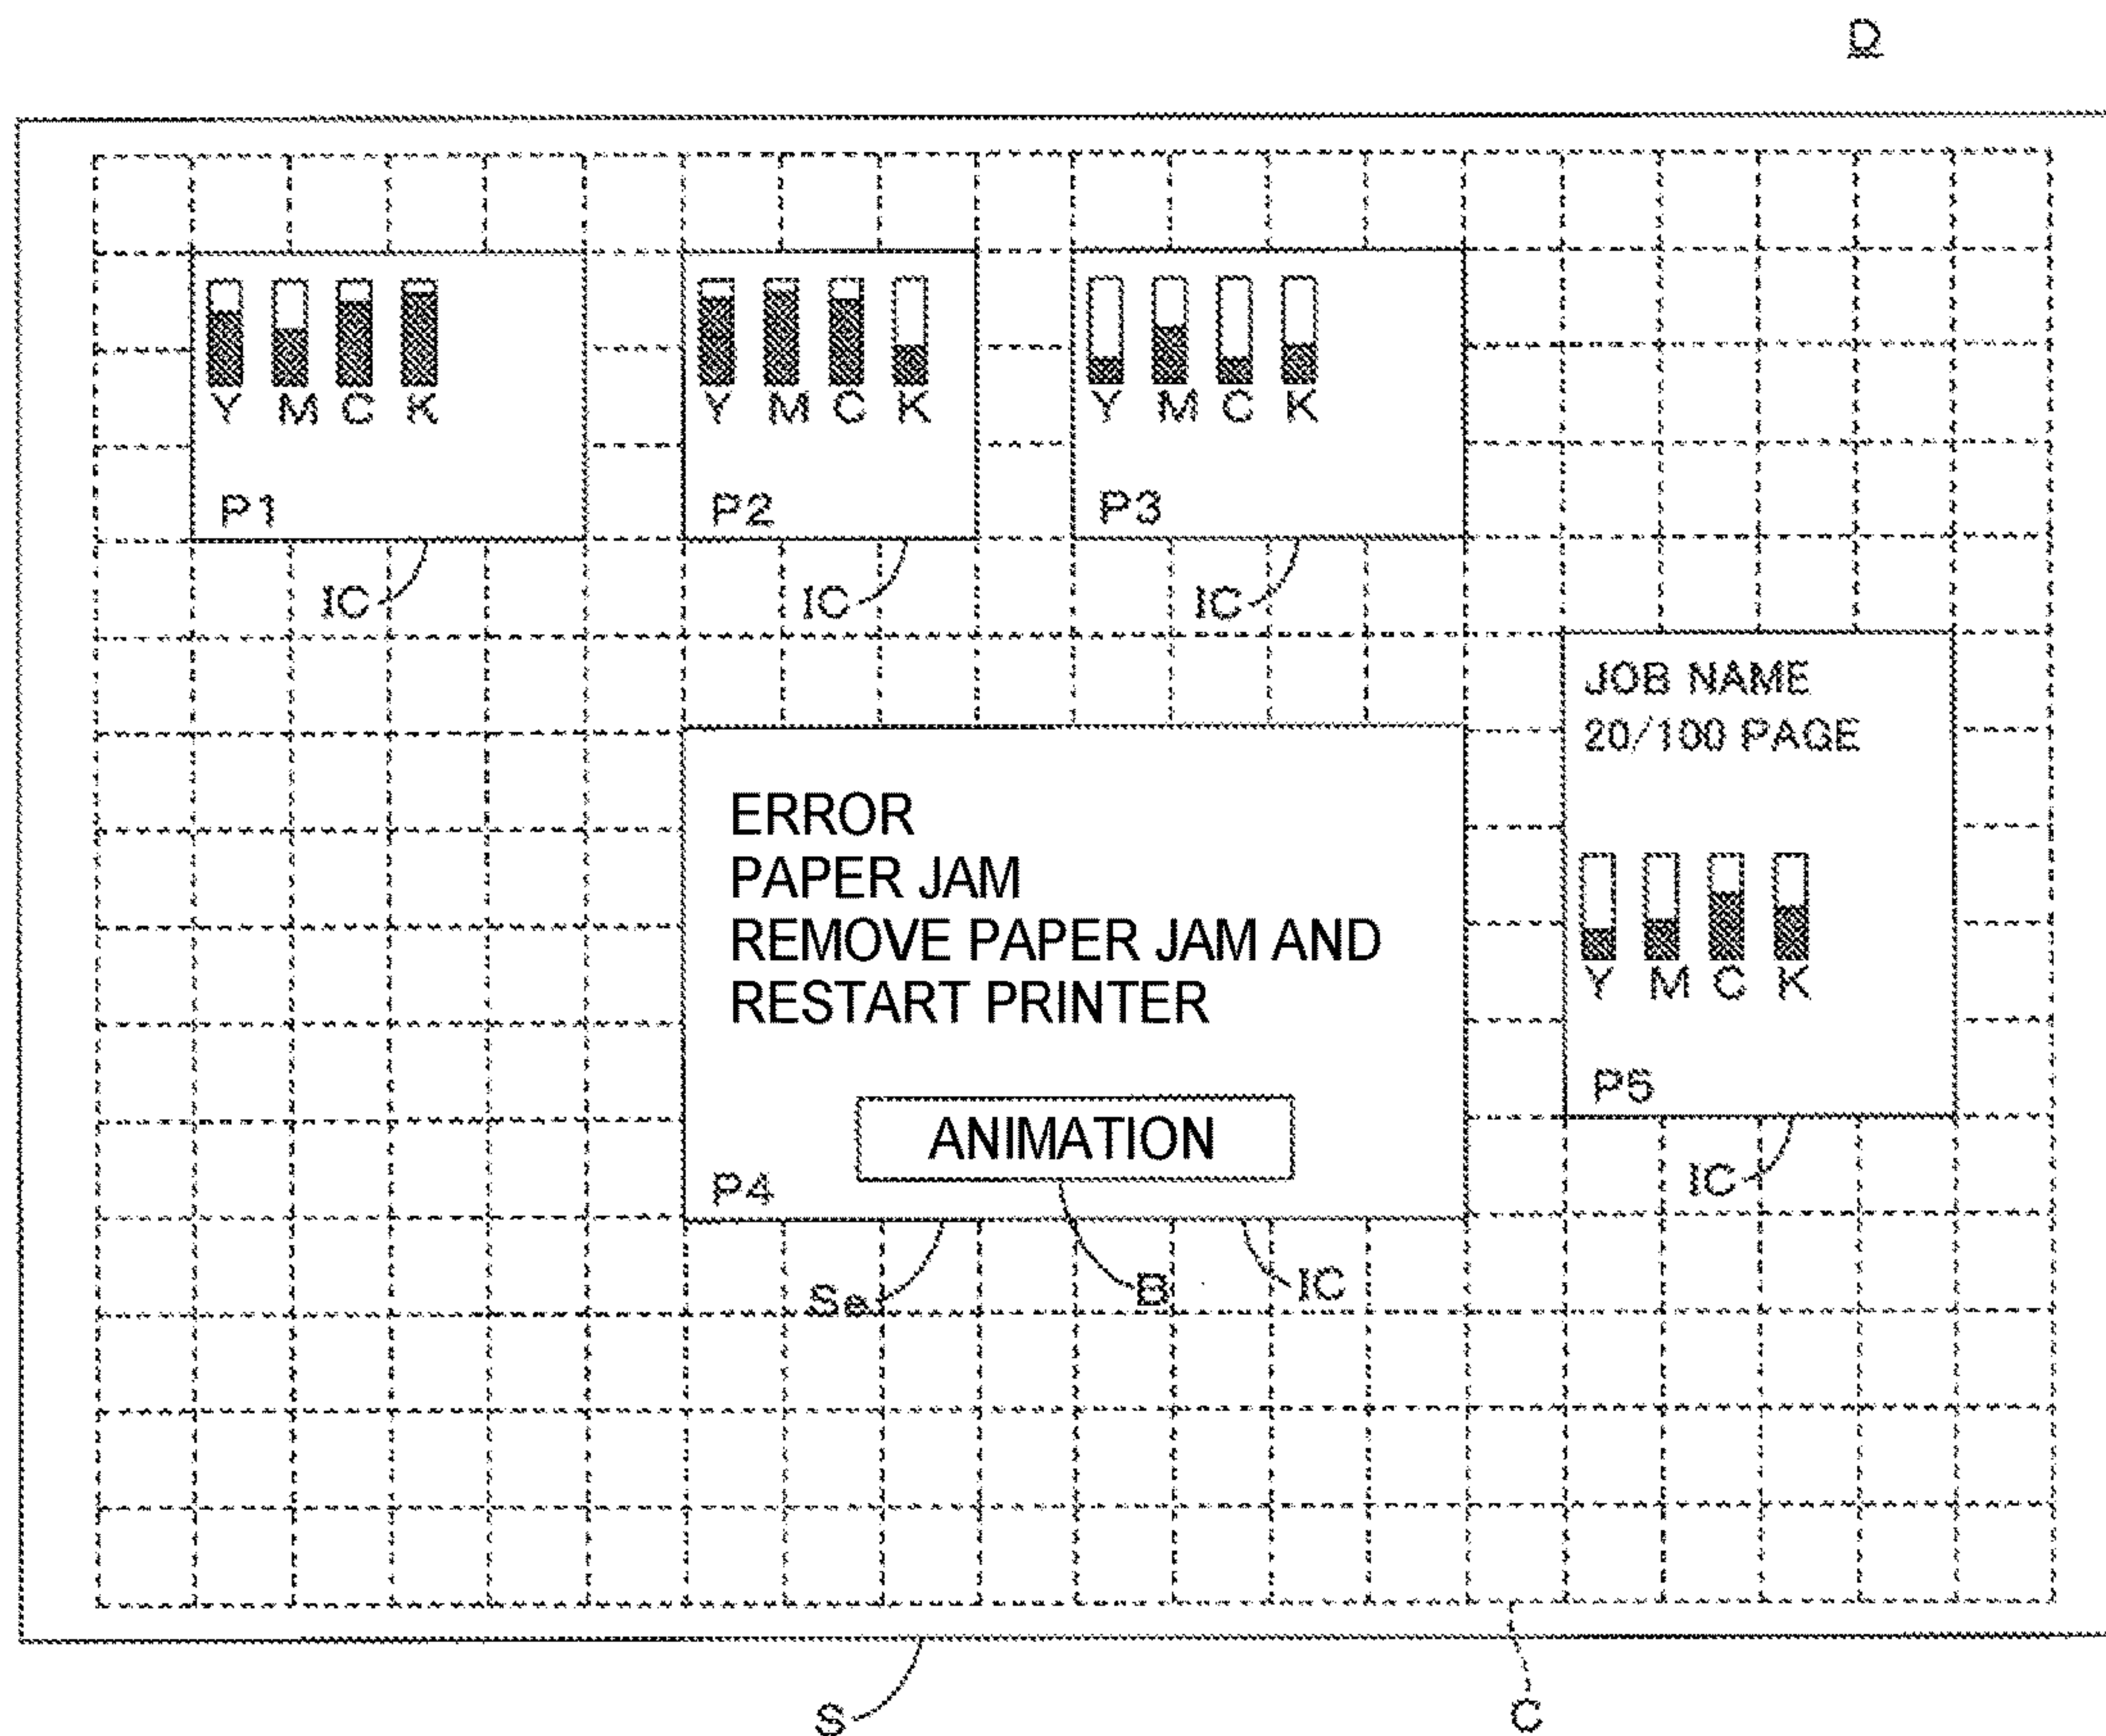 D
Y M C K
P1
IC
Y M C K
P2
IC
Y M C K
P3
IC
ERROR
PAPER JAM
REMOVE PAPER JAM AND
RESTART PRINTER
ANIMATION
P4
Se
B
IC
JOB NAME
20/100 PAGE
Y M C K
P5
IC
S
C